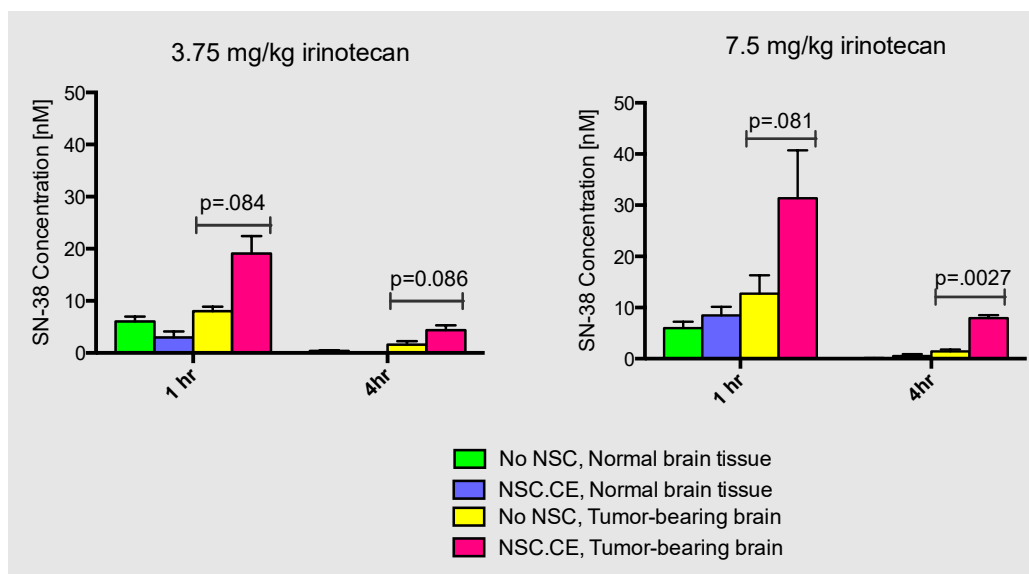 3.75 mg/kg irinotecan
SN-38 Concentration [nM]
50
40
30
20
10
0
p=.084
p=0.086
1 hr
4hr
7.5 mg/kg irinotecan
SN-38 Concentration [nM]
50
40
30
20
10
0
p=.081
p=.0027
1 hr
4hr
No NSC, Normal brain tissue
NSC.CE, Normal brain tissue
No NSC, Tumor-bearing brain
NSC.CE, Tumor-bearing brain